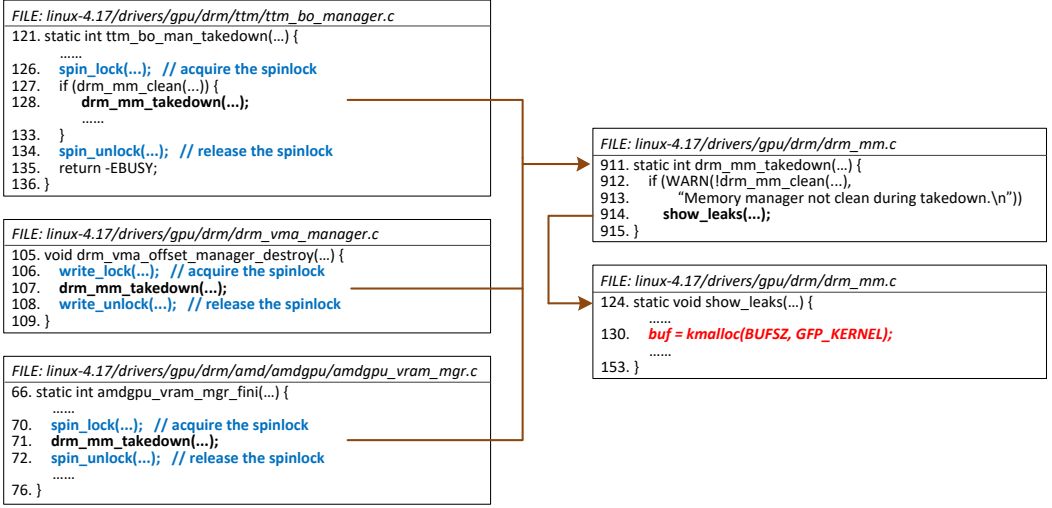 FILE: linux-4.17/drivers/gpu/drm/ttm/ttm_bo_manager.c
121. static int ttm_bo_man_takedown(…) {
……
126. spin_lock(...); // acquire the spinlock
127. if (drm_mm_clean(...)) {
128. drm_mm_takedown(...);
……
133. }
134. spin_unlock(...); // release the spinlock
135. return -EBUSY;
136. }
FILE: linux-4.17/drivers/gpu/drm/drm_vma_manager.c
105. void drm_vma_offset_manager_destroy(…) {
106. write_lock(...); // acquire the spinlock
107. drm_mm_takedown(...);
108. write_unlock(...); // release the spinlock
109. }
FILE: linux-4.17/drivers/gpu/drm/amd/amdgpu/amdgpu_vram_mgr.c
66. static int amdgpu_vram_mgr_fini(…) {
……
70. spin_lock(...); // acquire the spinlock
71. drm_mm_takedown(...);
72. spin_unlock(...); // release the spinlock
……
76. }
FILE: linux-4.17/drivers/gpu/drm/drm_mm.c
911. static int drm_mm_takedown(…) {
912. if (WARN(!drm_mm_clean(...),
913. "Memory manager not clean during takedown.\n"))
914. show_leaks(...);
915. }
FILE: linux-4.17/drivers/gpu/drm/drm_mm.c
124. static void show_leaks(…) {
……
130. buf = kmalloc(BUFSZ, GFP_KERNEL);
……
153. }